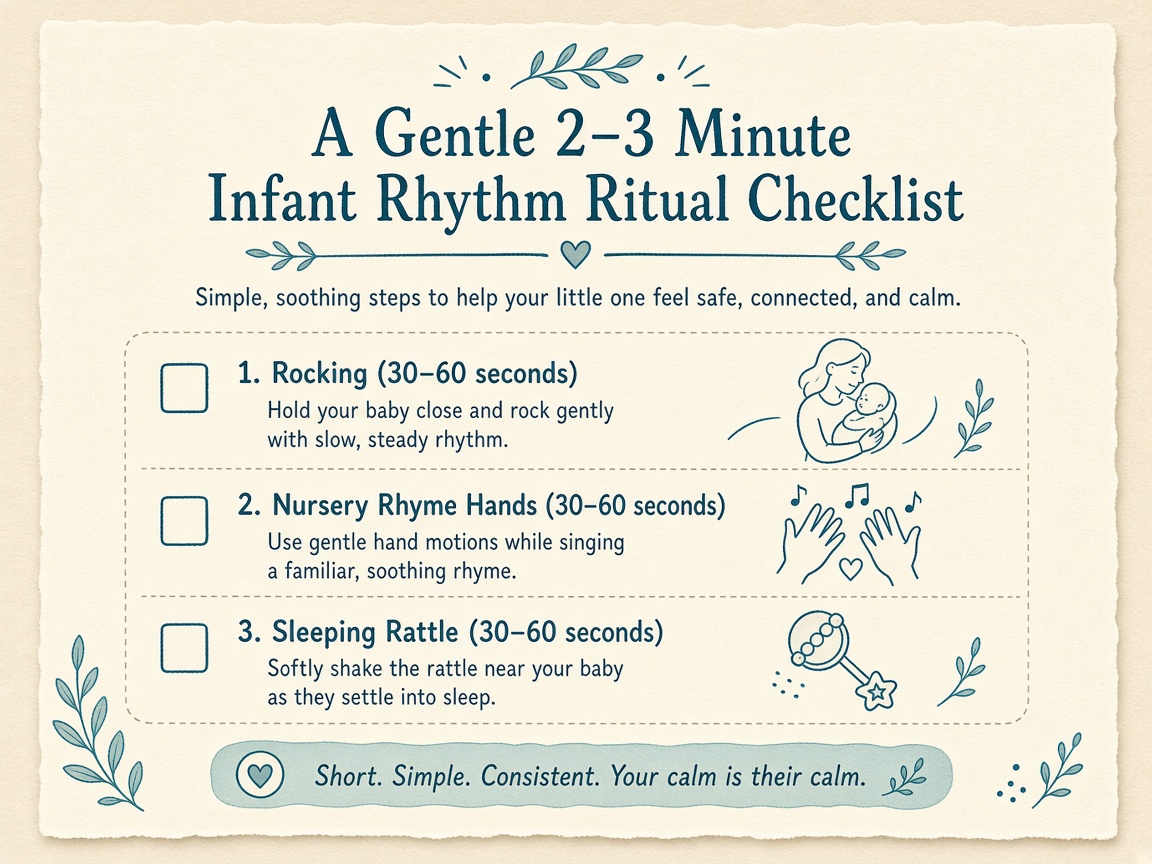 A Gentle 2–3 Minute
Infant Rhythm Ritual Checklist
Simple, soothing steps to help your little one feel safe, connected, and calm.
1. Rocking (30–60 seconds)
Hold your baby close and rock gently
with slow, steady rhythm.
2. Nursery Rhyme Hands (30–60 seconds)
Use gentle hand motions while singing
a familiar, soothing rhyme.
3. Sleeping Rattle (30–60 seconds)
Softly shake the rattle near your baby
as they settle into sleep.
Short. Simple. Consistent. Your calm is their calm.